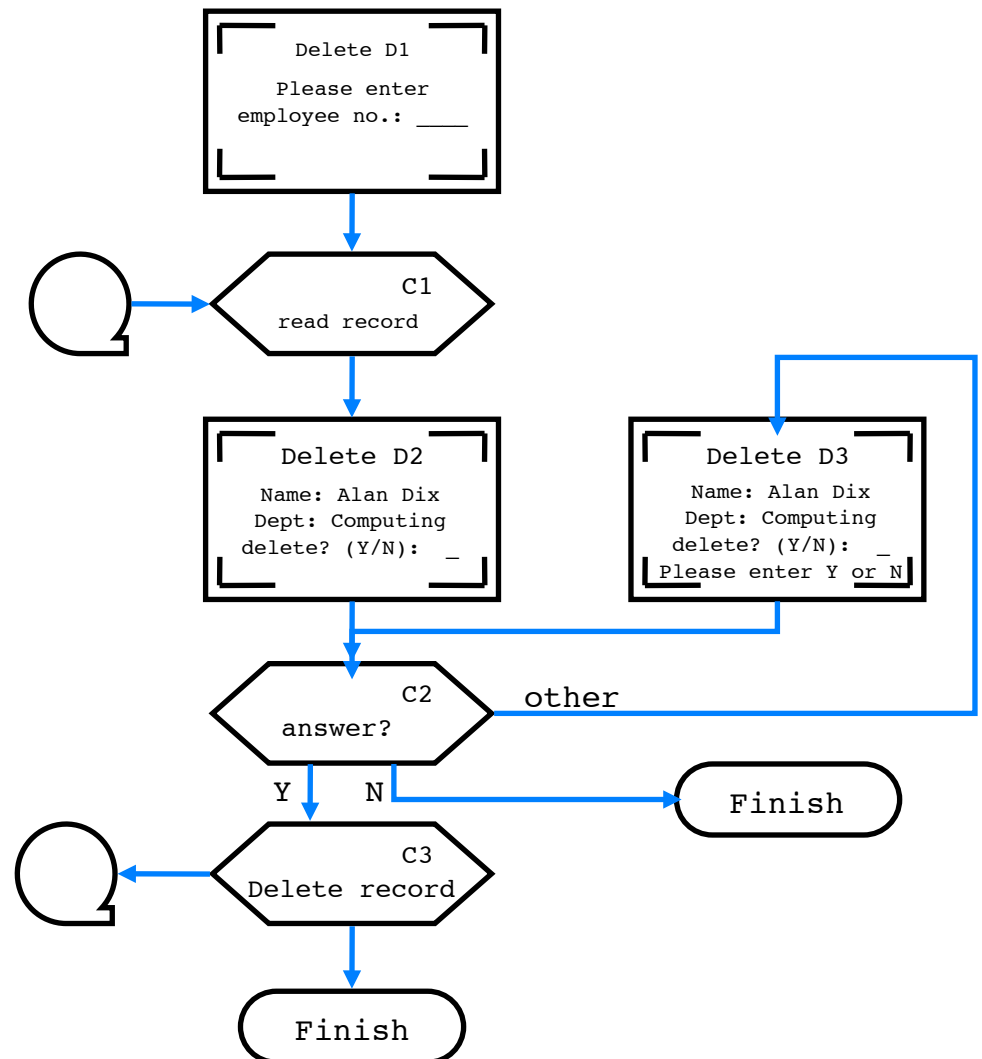 Delete D1
Please enter
employee no.: ____
C1
read record
Delete D2
Name: Alan Dix
Dept: Computing
delete? (Y/N): _
Delete D3
Name: Alan Dix
Dept: Computing
delete? (Y/N): _
Please enter Y or N
C2
answer?
other
Y
N
Finish
C3
Delete record
Finish